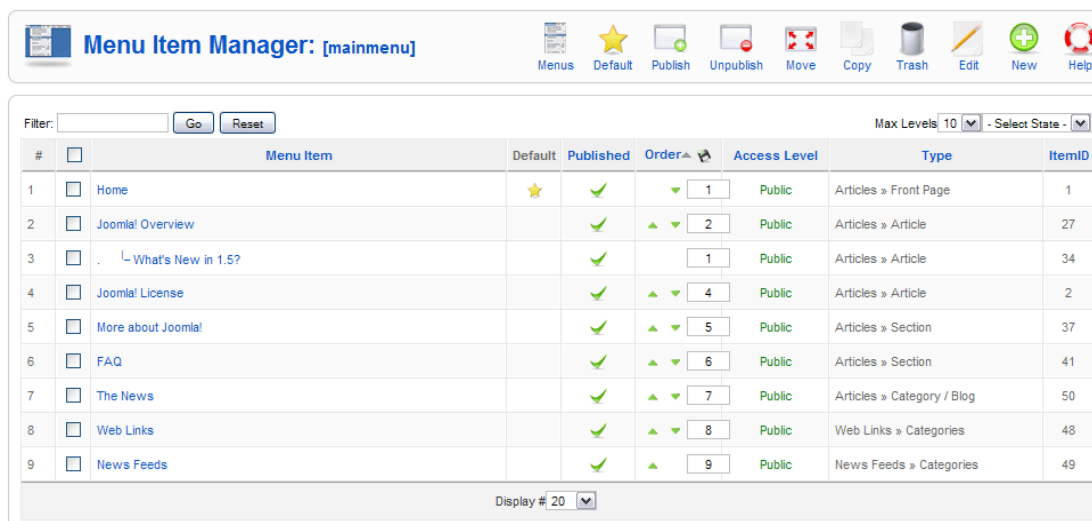 Menu Item Manager: [mainmenu]
Menus Default Publish Unpublish Move Copy Trash Edit New Help
Filter: Go Reset Max Levels 10 - Select State -
# Menu Item Default Published Order Access Level Type ItemID
1 Home 1 Public Articles » Front Page 1
2 Joomla! Overview 2 Public Articles » Article 27
3 . What's New in 1.5? 1 Public Articles » Article 34
4 Joomla! License 4 Public Articles » Article 2
5 More about Joomla! 5 Public Articles » Section 37
6 FAQ 6 Public Articles » Section 41
7 The News 7 Public Articles » Category / Blog 50
8 Web Links 8 Public Web Links » Categories 48
9 News Feeds 9 Public News Feeds » Categories 49
Display # 20